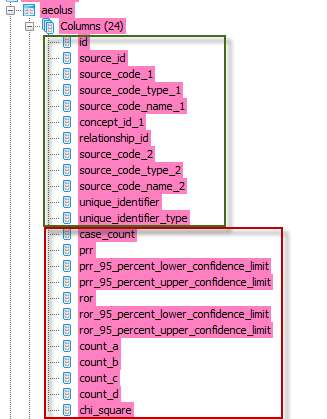 aeolus
Columns (24)
id
source_id
source_code_1
source_code_type_1
source_code_name_1
concept_id_1
relationship_id
source_code_2
source_code_type_2
source_code_name_2
unique_identifier
unique_identifier_type
case_count
prr
prr_95_percent_lower_confidence_limit
prr_95_percent_upper_confidence_limit
ror
ror_95_percent_lower_confidence_limit
ror_95_percent_upper_confidence_limit
count_a
count_b
count_c
count_d
chi_square